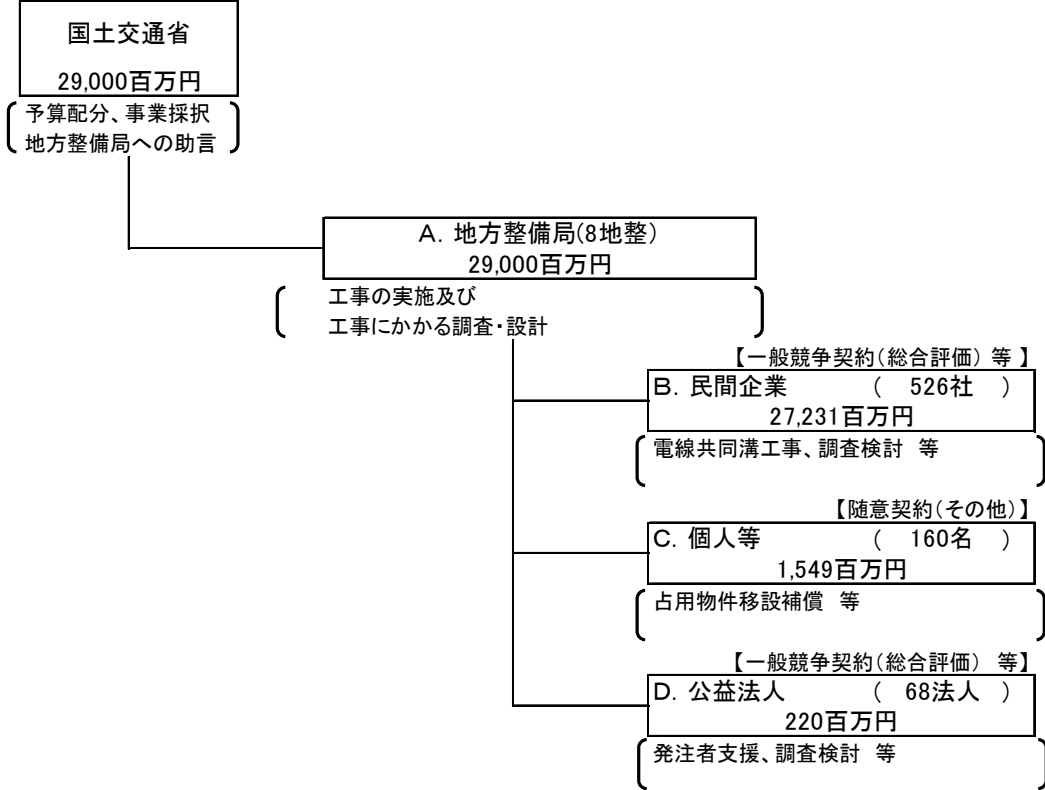 国土交通省
29,000百万円
予算配分、事業採択
地方整備局への助言
A. 地方整備局(8地整)
29,000百万円
工事の実施及び
工事にかかる調査・設計
【一般競争契約(総合評価) 等 】
B. 民間企業 ( 526社 )
27,231百万円
電線共同溝工事、調査検討 等
【随意契約(その他)】
C. 個人等 ( 160名 )
1,549百万円
占用物件移設補償 等
【一般競争契約(総合評価) 等】
D. 公益法人 ( 68法人 )
220百万円
発注者支援、調査検討 等